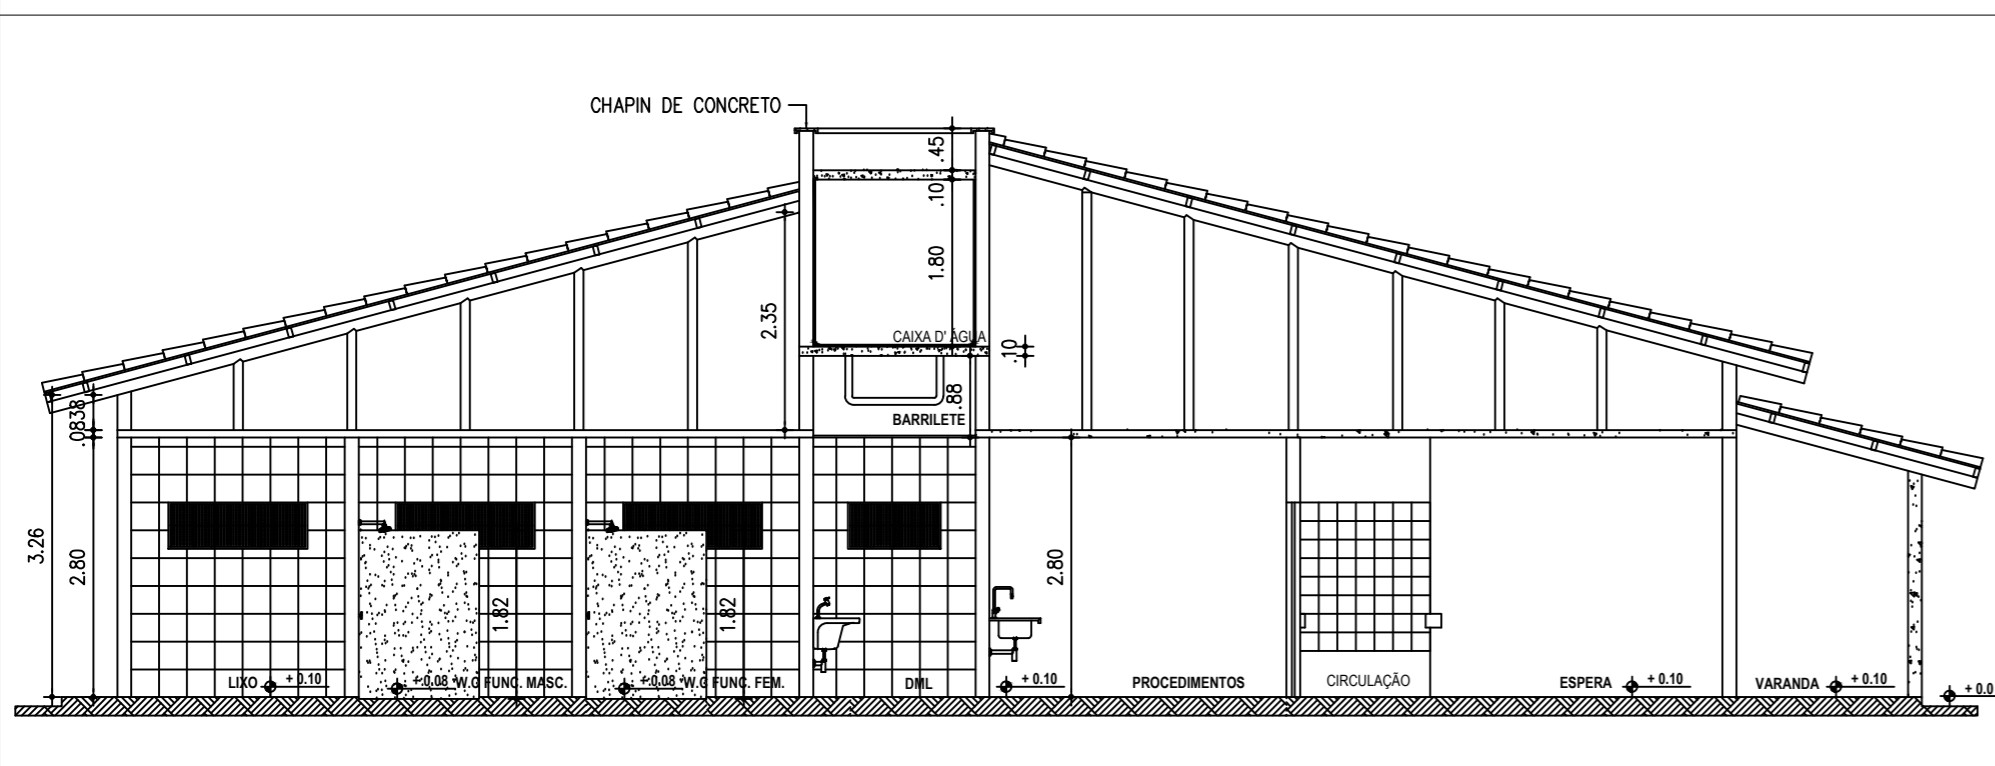 CHAPIN DE CONCRETO
.45
.10
1.80
2.35
CAIXA D' ÁGUA
.10
.88
BARRILETE
.08
38
3.26
2.80
1.82
1.82
2.80
LIXO + 0.10
+0.08 W.C FUNC. MASC.
+0.08 W.C FUNC. FEM.
DML
+ 0.10
PROCEDIMENTOS
CIRCULAÇÃO
ESPERA + 0.10
VARANDA + 0.10
+ 0.0